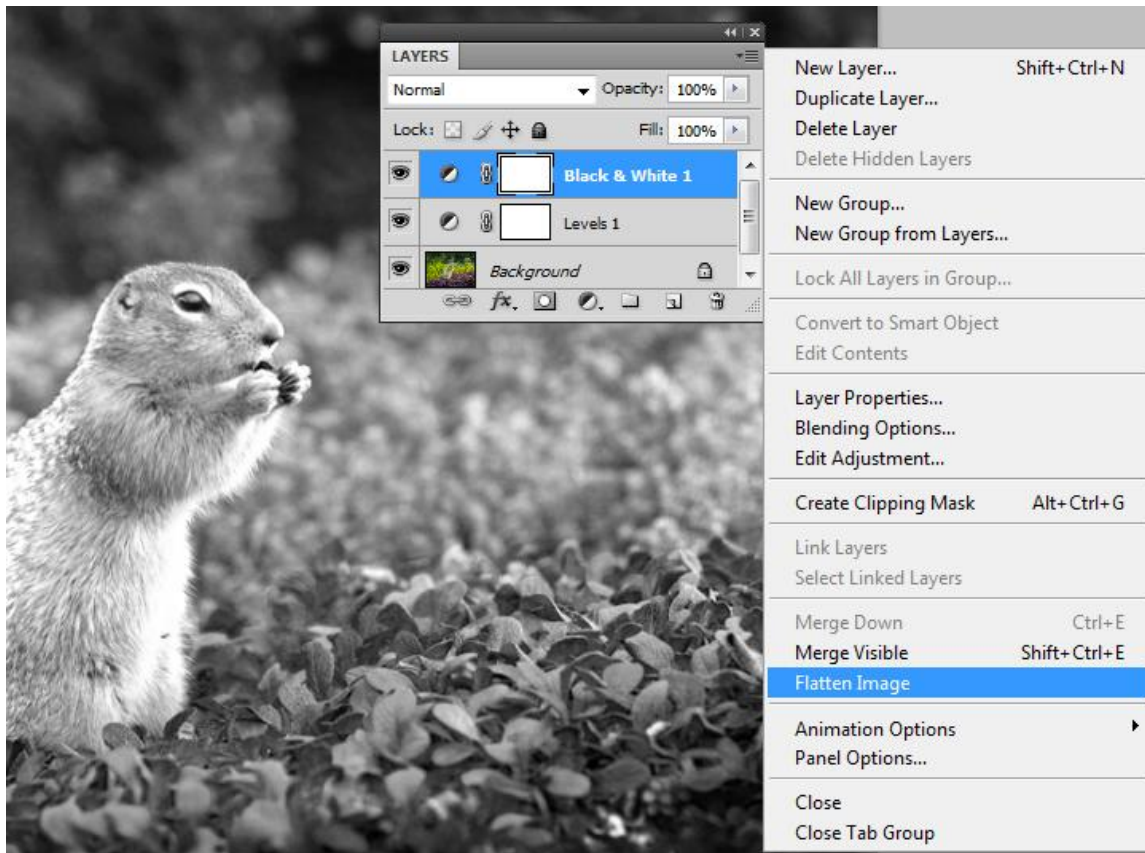 LAYERS
Normal Opacity: 100%
Lock: Fill: 100%
Black & White 1
Levels 1
Background
fx.
New Layer... Shift+Ctrl+N
Duplicate Layer...
Delete Layer
Delete Hidden Layers
New Group...
New Group from Layers...
Lock All Layers in Group...
Convert to Smart Object
Edit Contents
Layer Properties...
Blending Options...
Edit Adjustment...
Create Clipping Mask Alt+Ctrl+G
Link Layers
Select Linked Layers
Merge Down Ctrl+E
Merge Visible Shift+Ctrl+E
Flatten Image
Animation Options
Panel Options...
Close
Close Tab Group